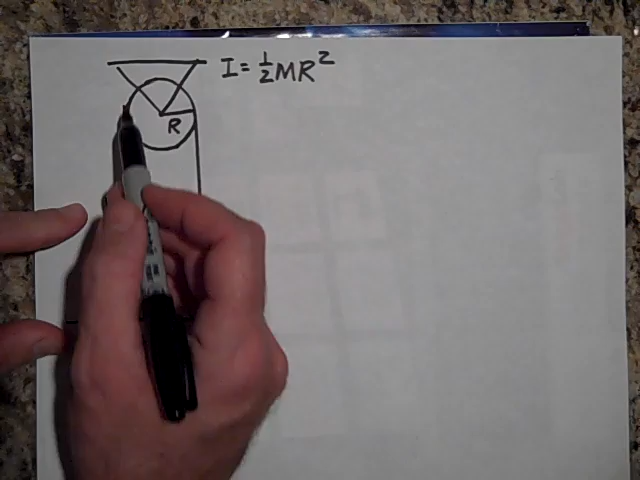 I = ½MR²
R